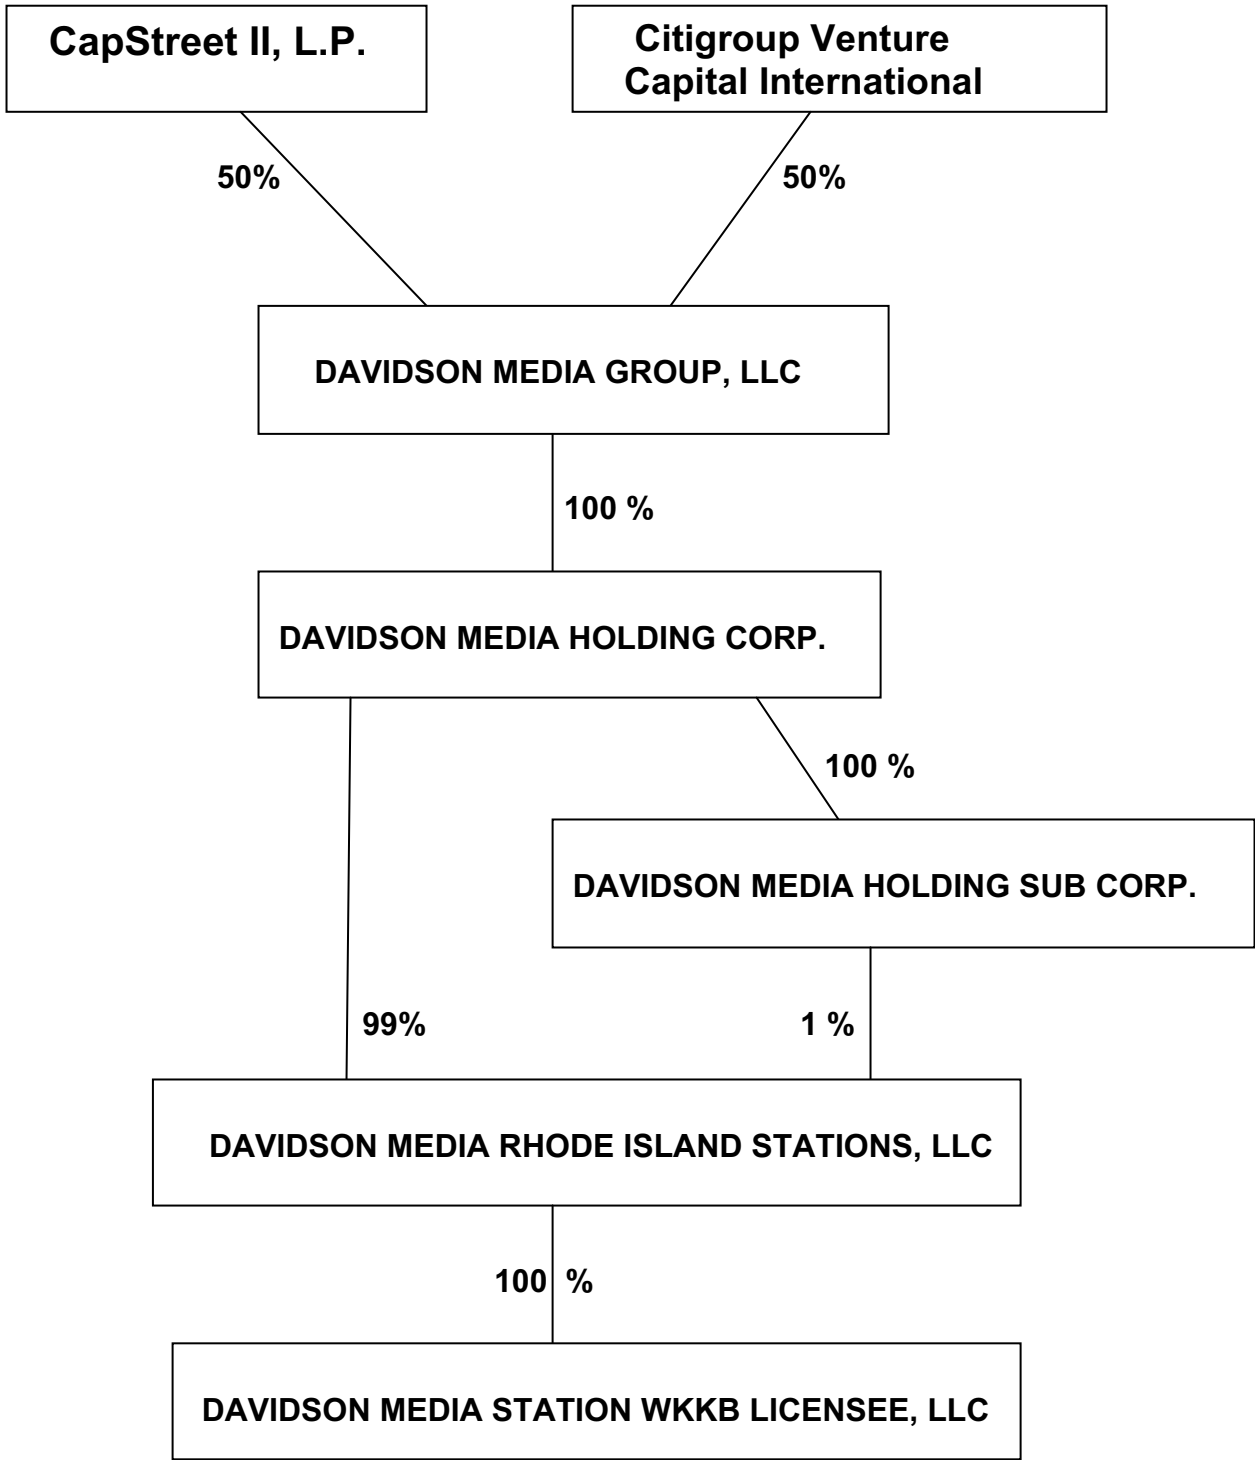 CapStreet II, L.P.
Citigroup Venture
Capital International
50%
50%
DAVIDSON MEDIA GROUP, LLC
100 %
DAVIDSON MEDIA HOLDING CORP.
100 %
DAVIDSON MEDIA HOLDING SUB CORP.
99%
1 %
DAVIDSON MEDIA RHODE ISLAND STATIONS, LLC
100 %
DAVIDSON MEDIA STATION WKKB LICENSEE, LLC